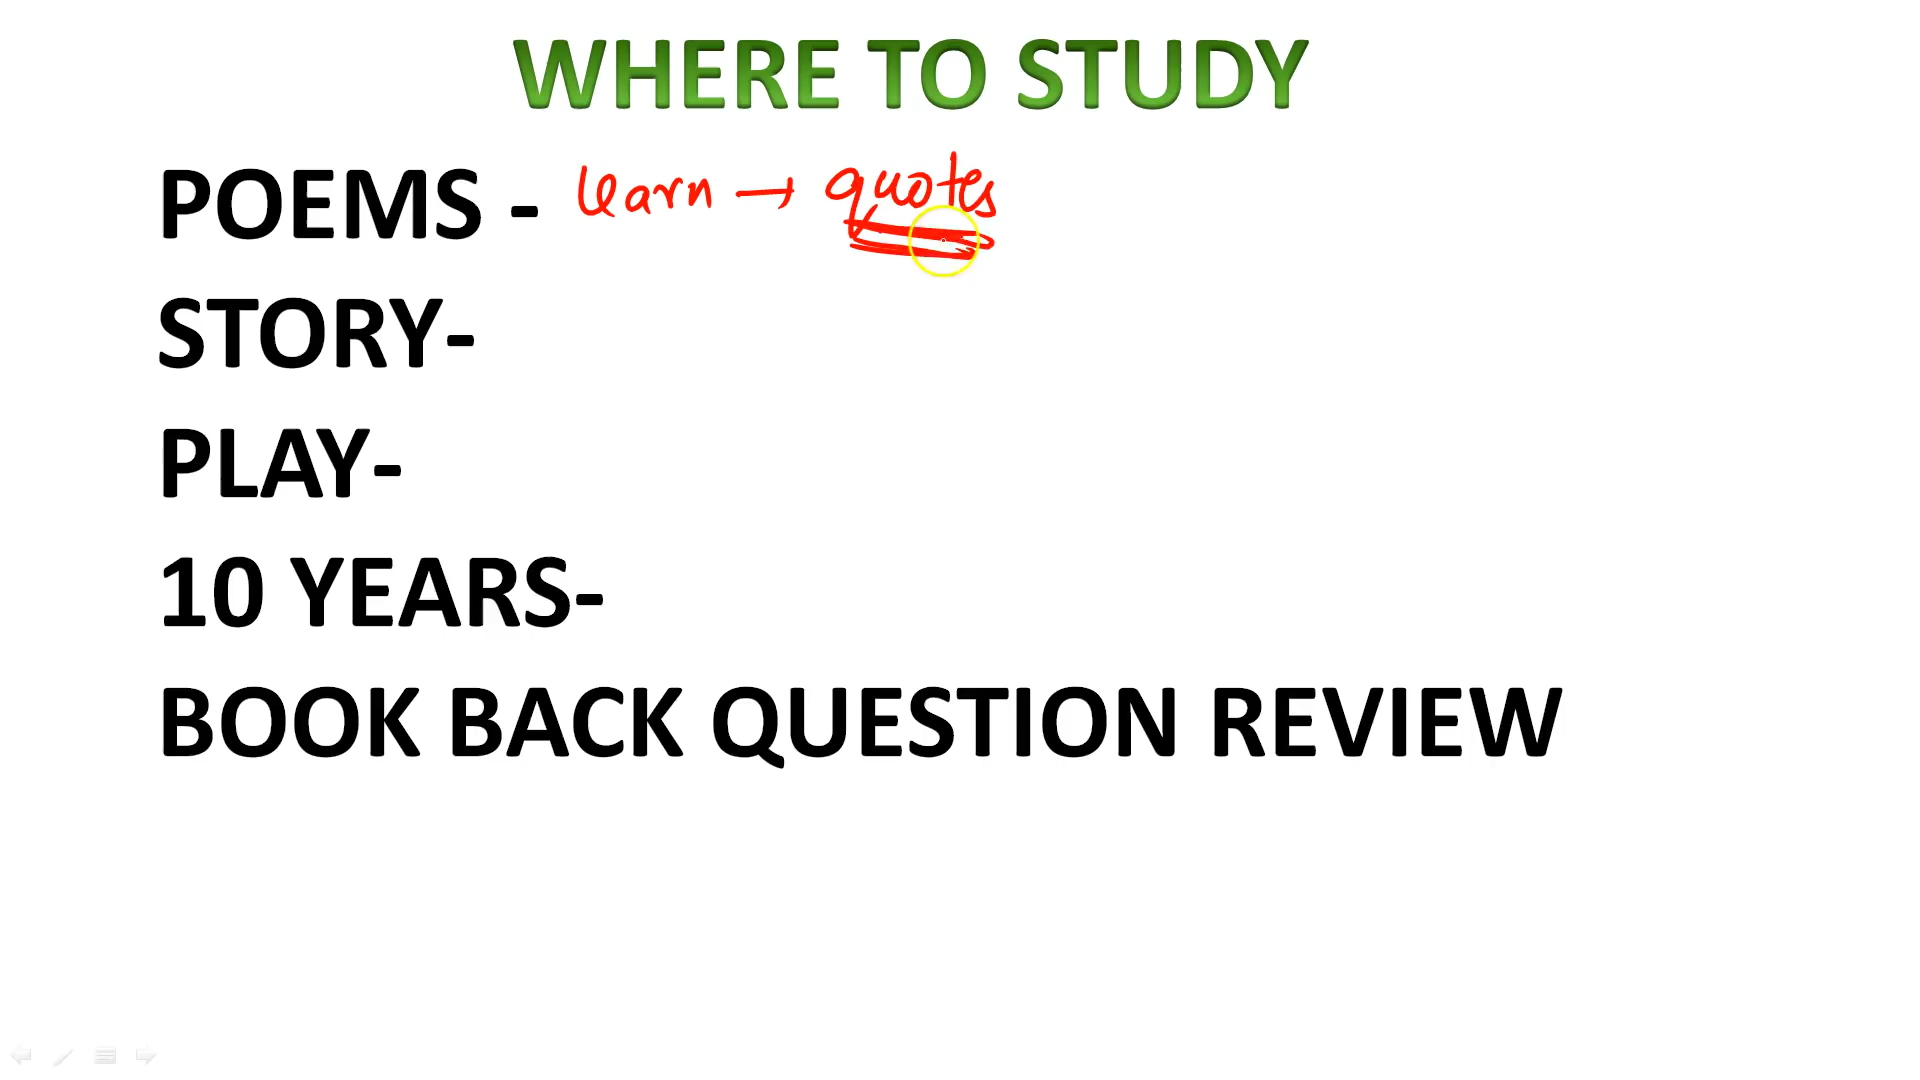 WHERE TO STUDY
POEMS - learn → quotes
STORY-
PLAY-
10 YEARS-
BOOK BACK QUESTION REVIEW